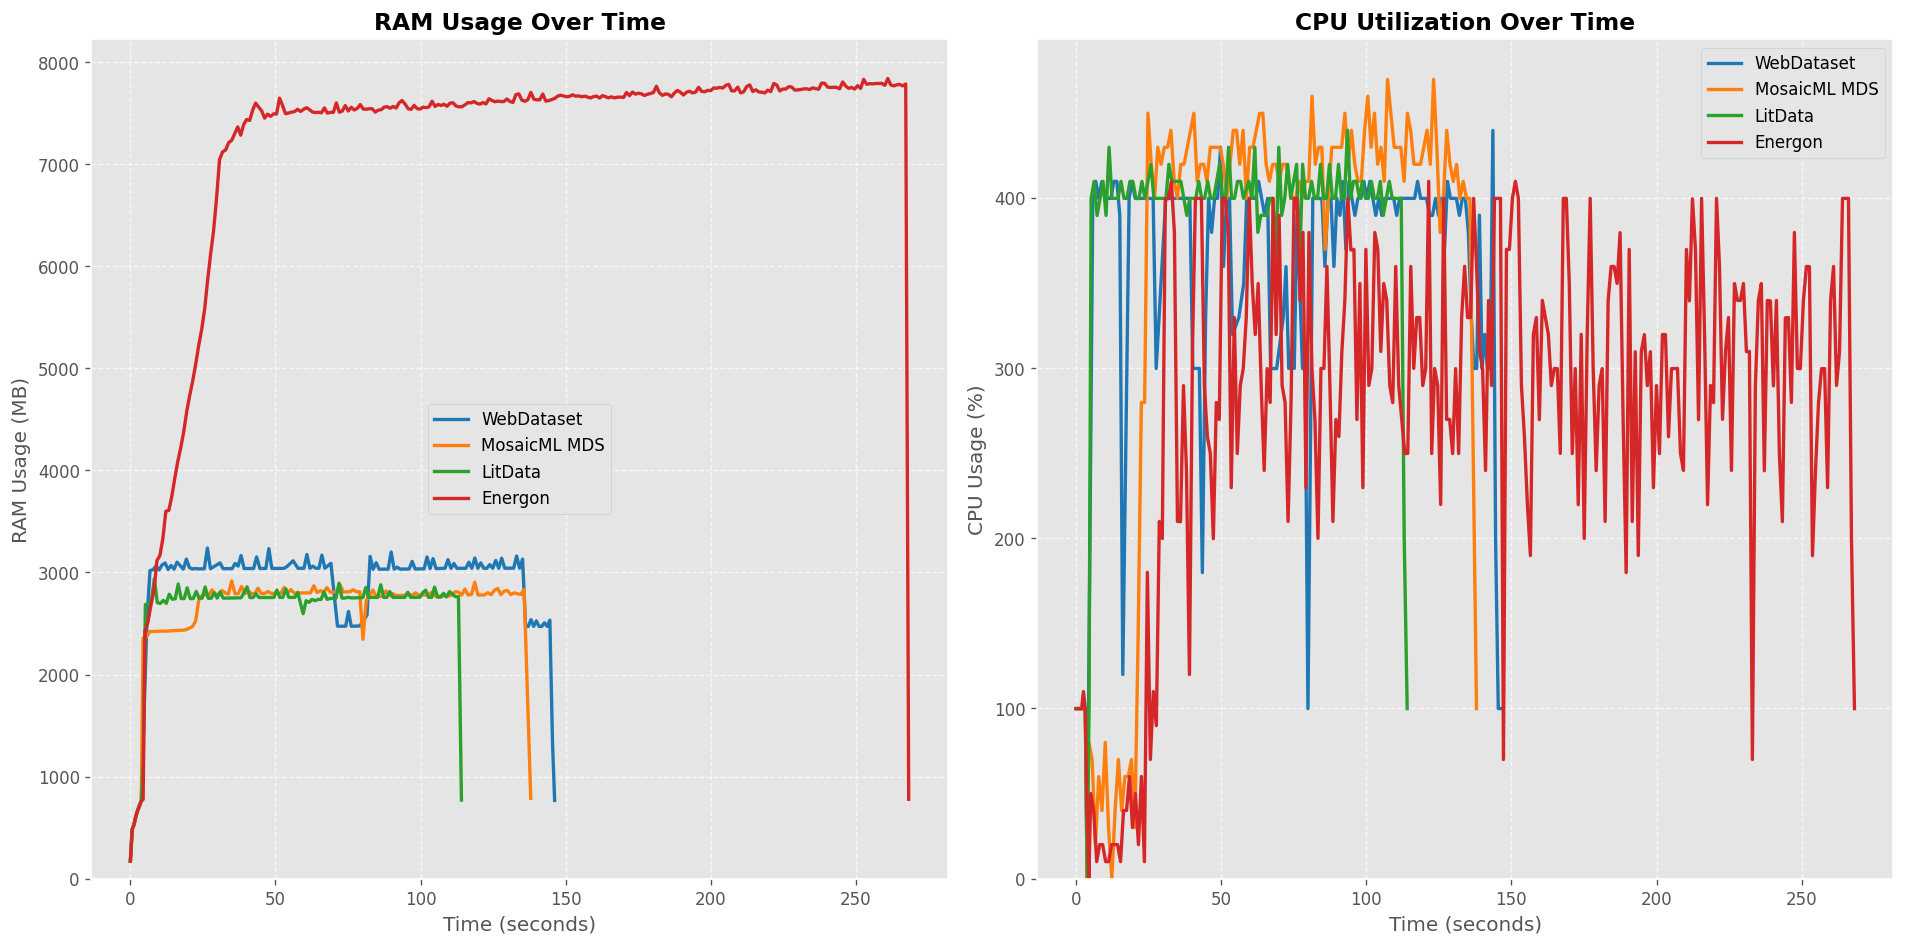 RAM Usage Over Time
RAM Usage (MB)
8000
7000
6000
5000
4000
3000
2000
1000
0
WebDataset
MosaicML MDS
LitData
Energon
0 50 100 150 200 250
Time (seconds)
CPU Utilization Over Time
CPU Usage (%)
400
300
200
100
0
WebDataset
MosaicML MDS
LitData
Energon
0 50 100 150 200 250
Time (seconds)